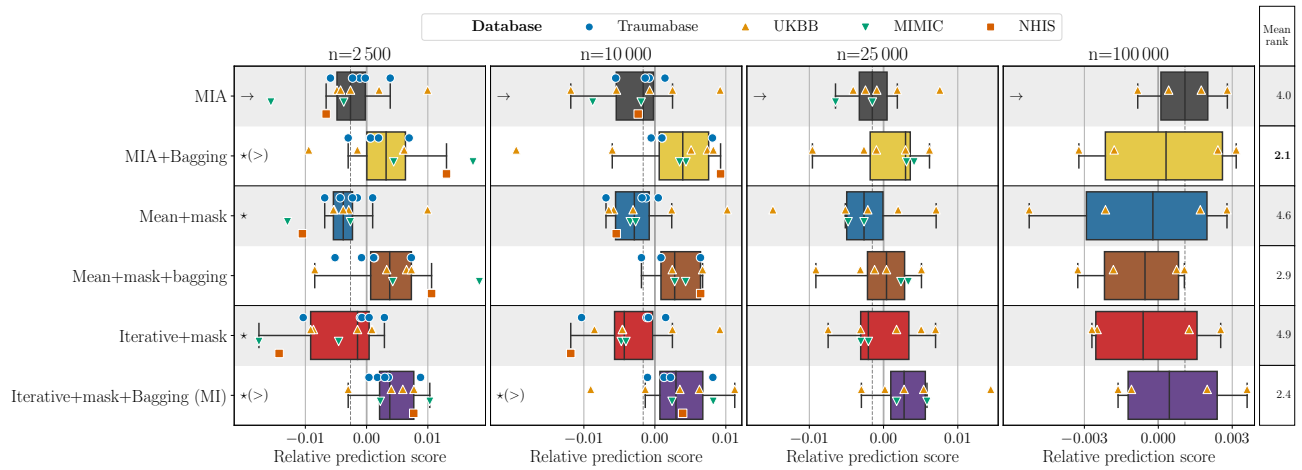 Database Traumabase UKBB MIMIC NHIS
Mean
rank
n=2 500 n=10 000 n=25 000 n=100 000
MIA → → → → 4.0
MIA+Bagging ⋆(>) 2.1
Mean+mask ⋆ 4.6
Mean+mask+bagging 2.9
Iterative+mask ⋆ 4.9
Iterative+mask+Bagging (MI) ⋆(>) ⋆(>) 2.4
−0.01 0.00 0.01 −0.01 0.00 0.01 −0.01 0.00 0.01 −0.003 0.000 0.003
Relative prediction score Relative prediction score Relative prediction score Relative prediction score